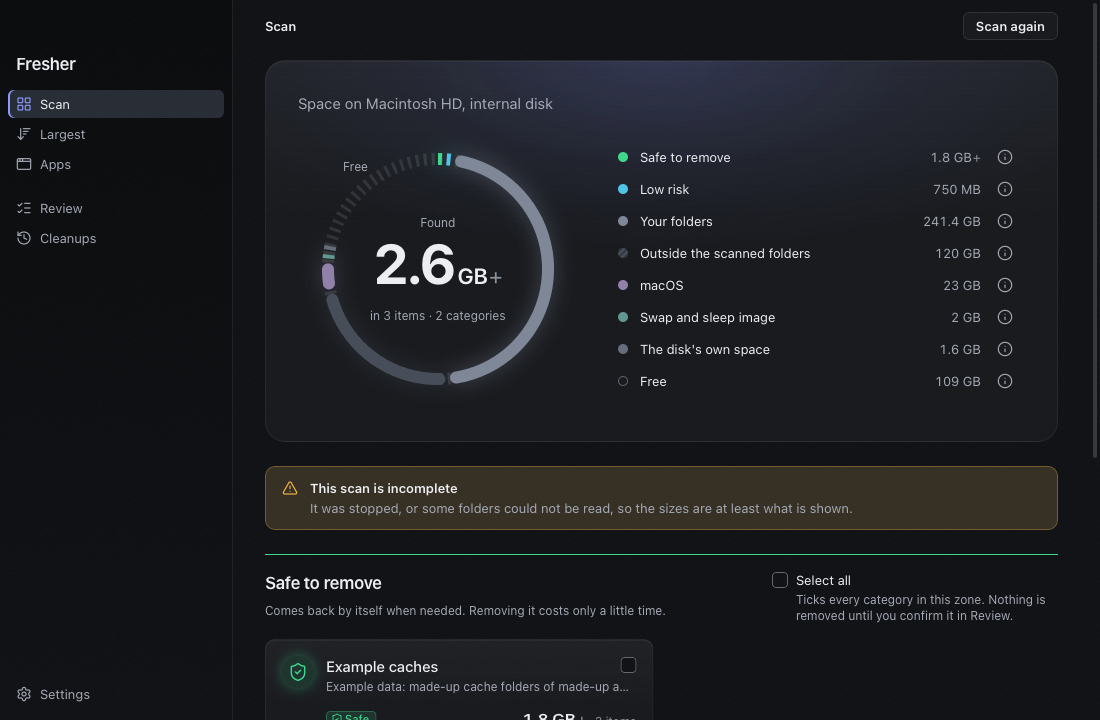 Scan
Scan again
Fresher
Scan
Largest
Apps
Review
Cleanups
Settings
Space on Macintosh HD, internal disk
Free
Found
2.6 GB+
in 3 items · 2 categories
Safe to remove 1.8 GB+
Low risk 750 MB
Your folders 241.4 GB
Outside the scanned folders 120 GB
macOS 23 GB
Swap and sleep image 2 GB
The disk's own space 1.6 GB
Free 109 GB
This scan is incomplete
It was stopped, or some folders could not be read, so the sizes are at least what is shown.
Safe to remove
Comes back by itself when needed. Removing it costs only a little time.
Select all
Ticks every category in this zone. Nothing is
removed until you confirm it in Review.
Example caches
Example data: made-up cache folders of made-up a...
Safe 1.8 GB